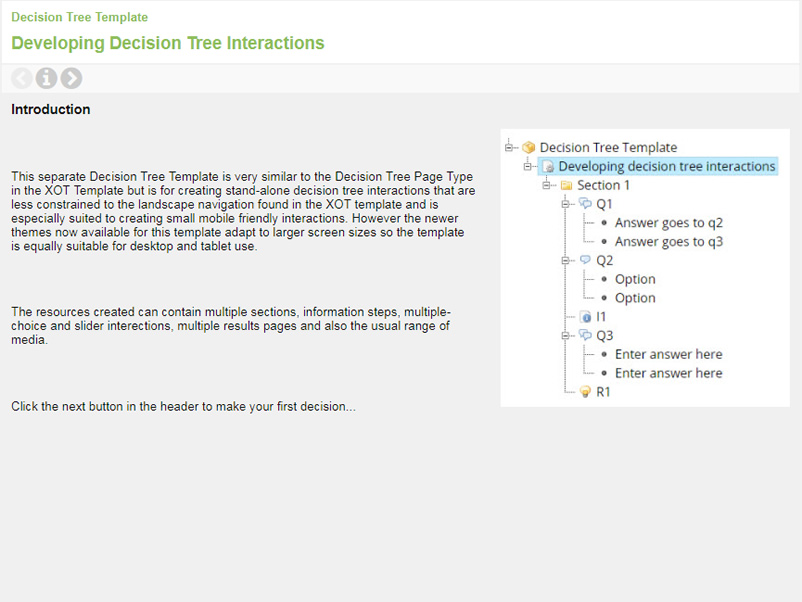 Decision Tree Template
Developing Decision Tree Interactions
Introduction
This separate Decision Tree Template is very similar to the Decision Tree Page Type
in the XOT Template but is for creating stand-alone decision tree interactions that are
less constrained to the landscape navigation found in the XOT template and is
especially suited to creating small mobile friendly interactions. However the newer
themes now available for this template adapt to larger screen sizes so the template
is equally suitable for desktop and tablet use.
The resources created can contain multiple sections, information steps, multiple-
choice and slider interections, multiple results pages and also the usual range of
media.
Click the next button in the header to make your first decision...
Decision Tree Template
Developing decision tree interactions
Section 1
Q1
Answer goes to q2
Answer goes to q3
Q2
Option
Option
I1
Q3
Enter answer here
Enter answer here
R1